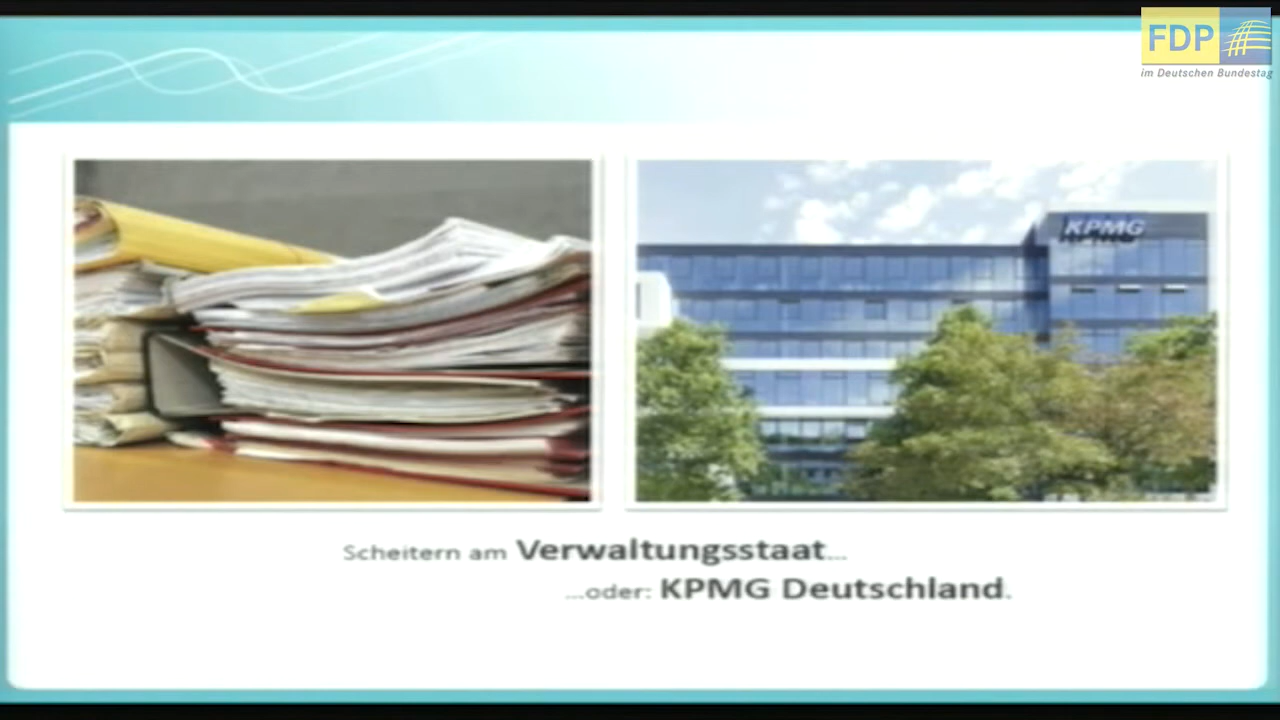 FDP
im Deutschen Bundestag
KPMG
Scheitern am Verwaltungsstaat...
...oder: KPMG Deutschland.